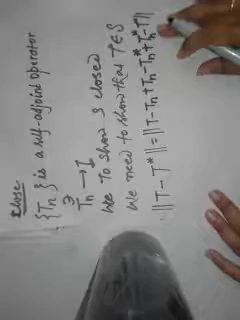 Close
{Tn} is a self-adjoint operator
∋
Tn → T
We To show S closed
We need to show that T ∈ S
||T - T*|| = ||T - Tn + Tn - Tn* + Tn* - T*||